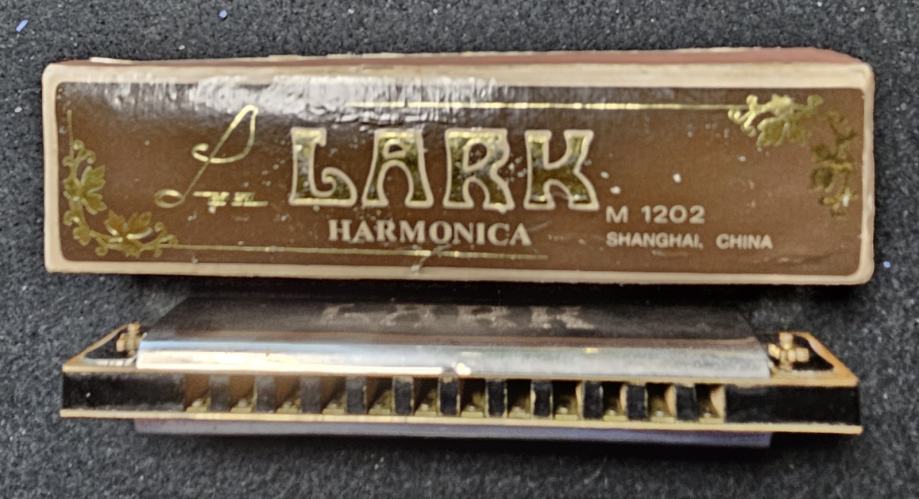 LARK
HARMONICA
M 1202
SHANGHAI, CHINA
LARK